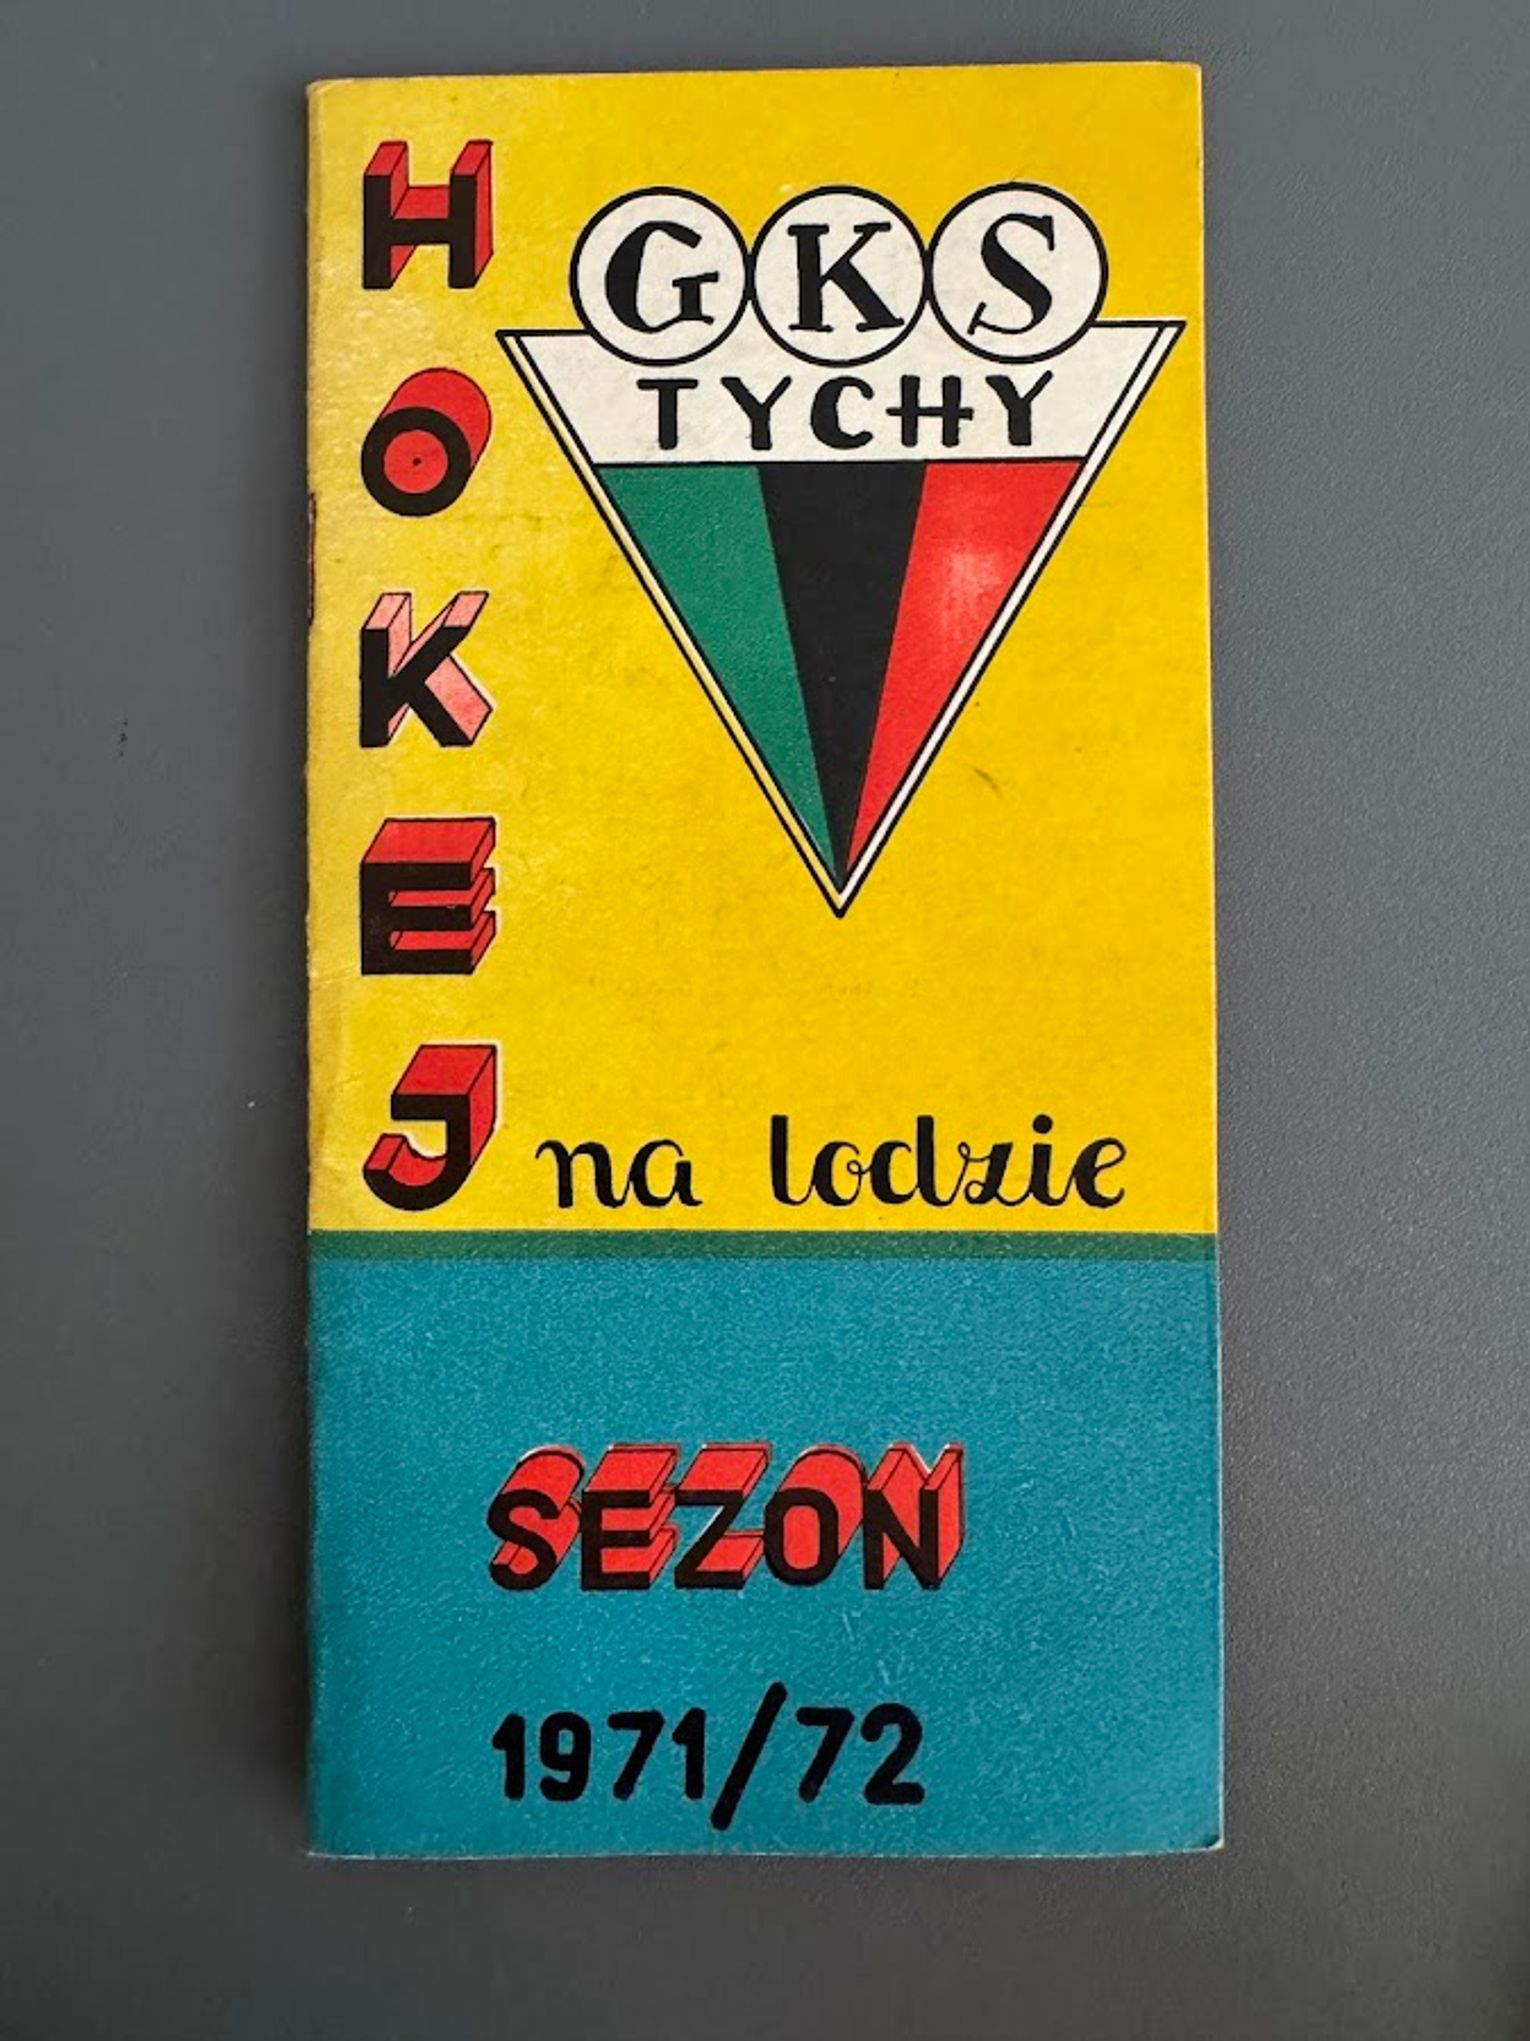 GKS
TYCHY
HOKEJ na lodzie
SEZON
1971/72